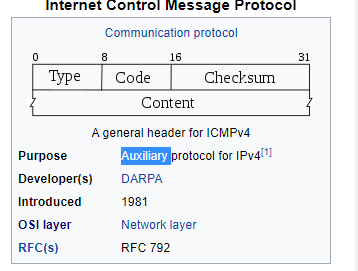 Internet Control Message Protocol
Communication protocol
0 8 16 31
Type Code Checksum
Content
A general header for ICMPv4
Purpose Auxiliary protocol for IPv4[1]
Developer(s) DARPA
Introduced 1981
OSI layer Network layer
RFC(s) RFC 792